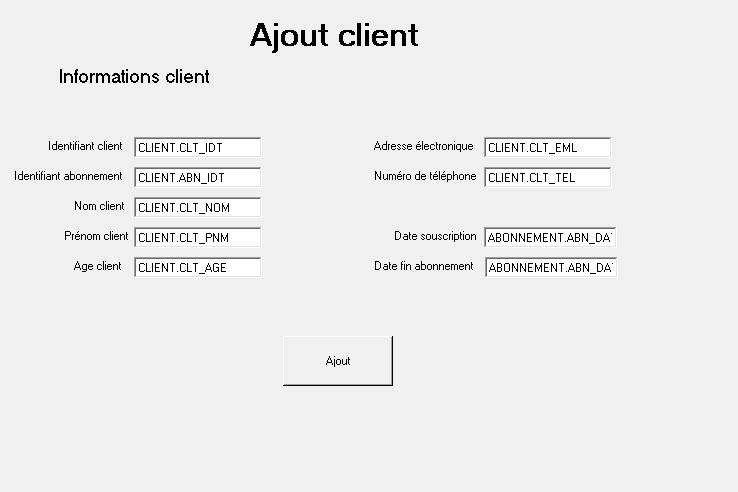 Ajout client
Informations client
Identifiant client CLIENT.CLT_IDT
Identifiant abonnement CLIENT.ABN_IDT
Nom client CLIENT.CLT_NOM
Prénom client CLIENT.CLT_PNM
Age client CLIENT.CLT_AGE
Adresse électronique CLIENT.CLT_EML
Numéro de téléphone CLIENT.CLT_TEL
Date souscription ABONNEMENT.ABN_DA
Date fin abonnement ABONNEMENT.ABN_DA
Ajout